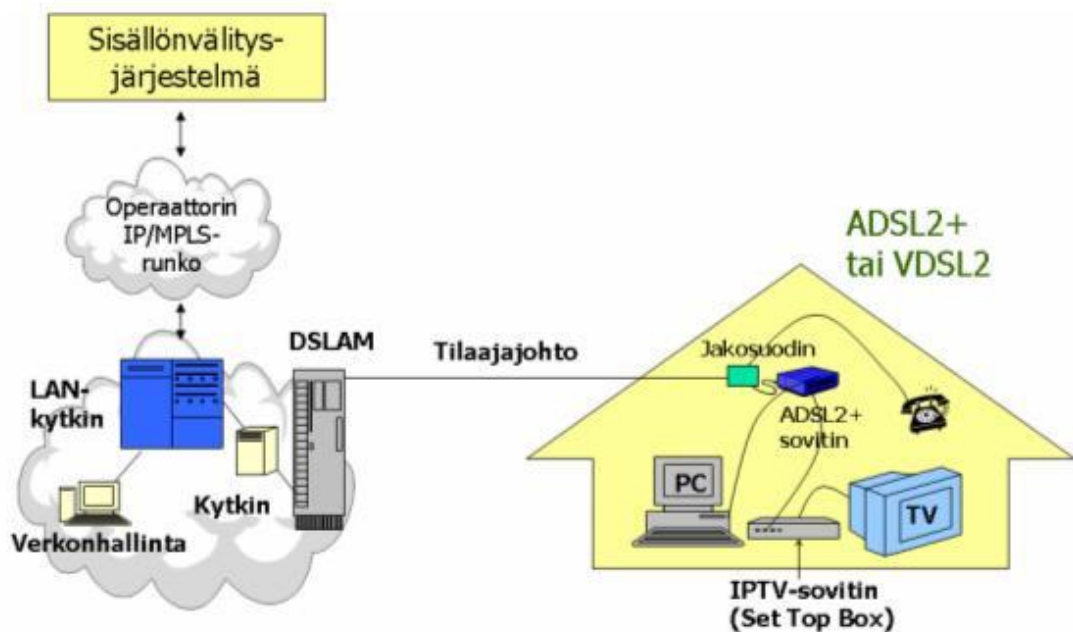 Sisällönvälitys-
järjestelmä
Operaattorin
IP/MPLS-
runko
ADSL2+
tai VDSL2
DSLAM
Tilaajajohto
Jakosuodin
LAN-
kytkin
ADSL2+
sovitin
Kytkin
PC
TV
Verkonhallinta
IPTV-sovitin
(Set Top Box)